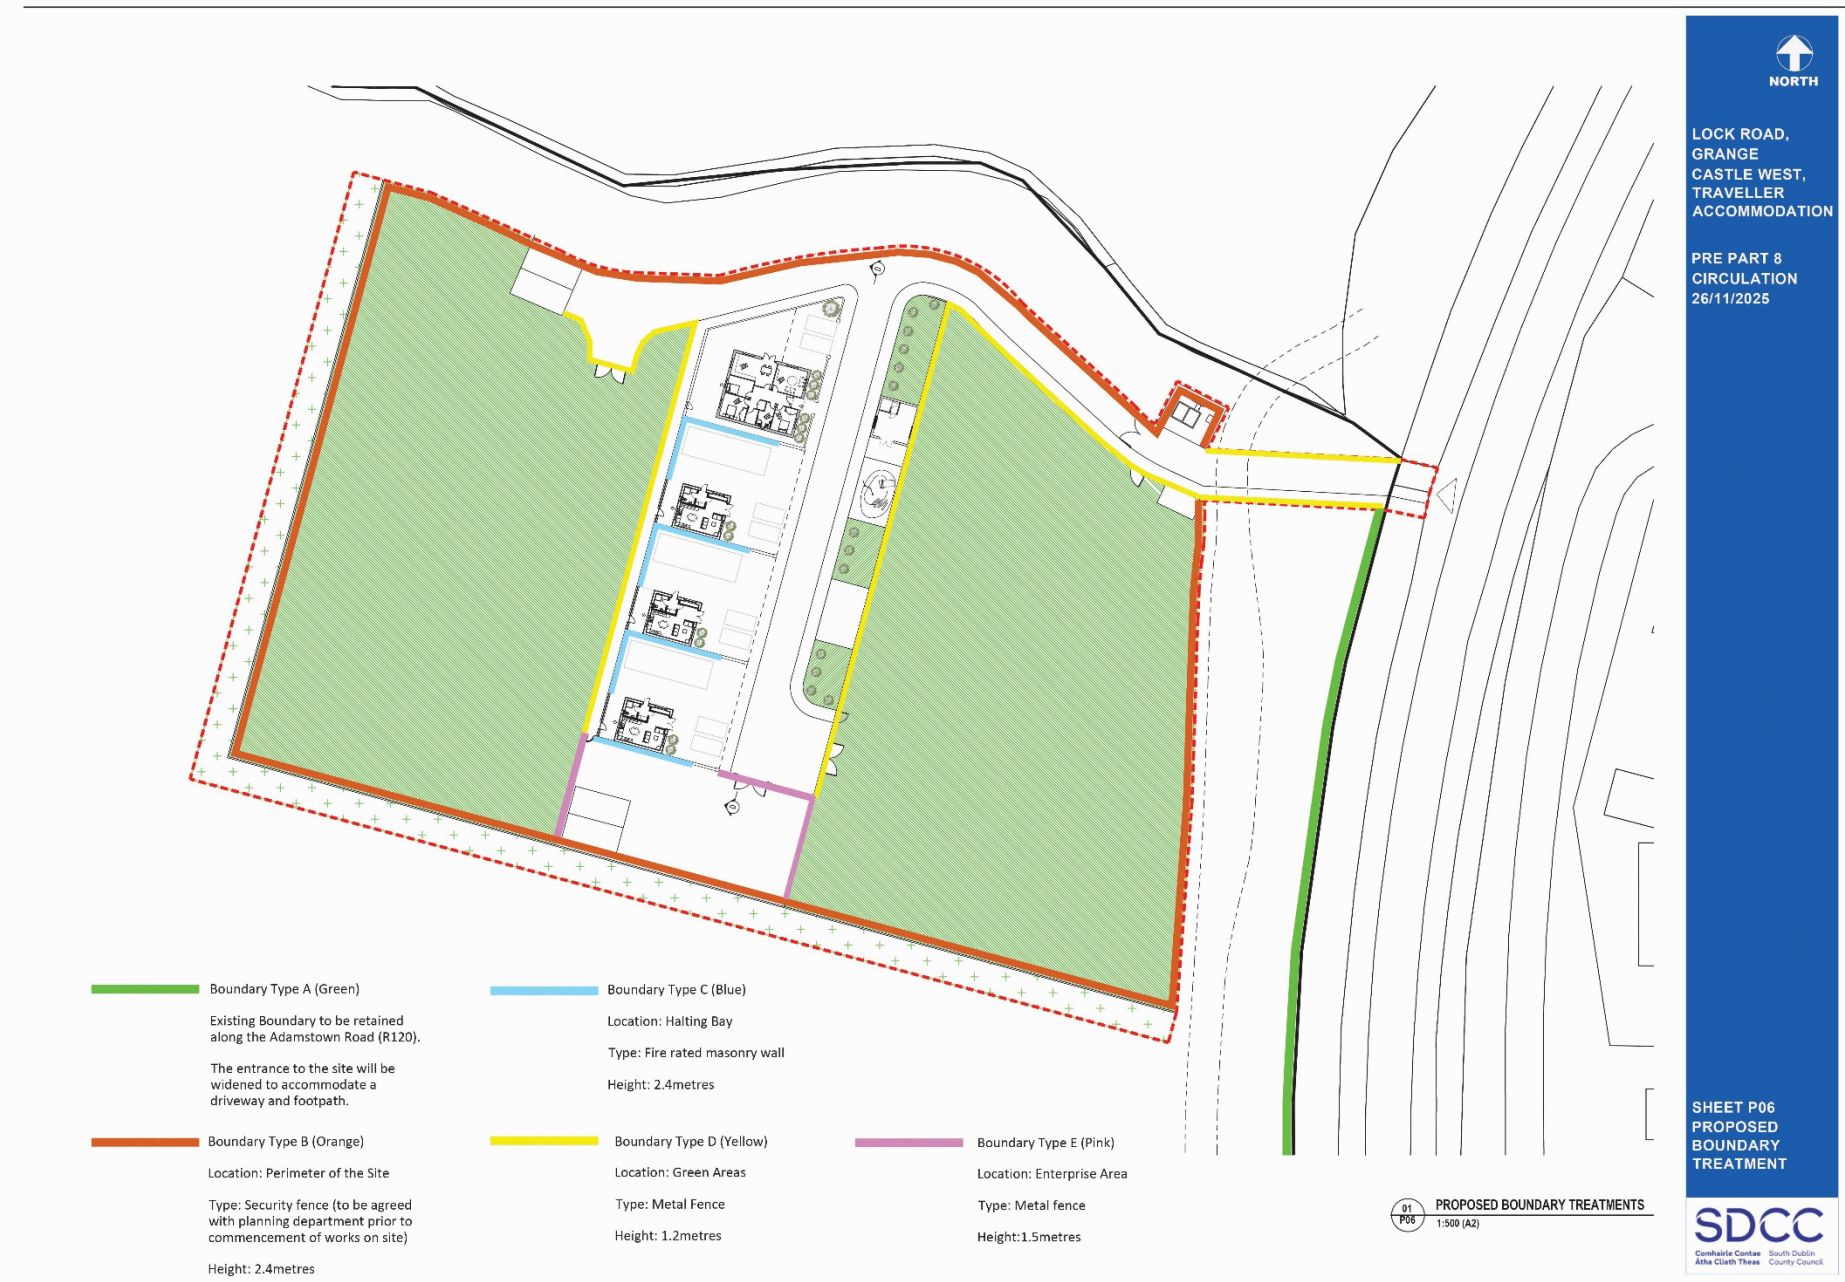 NORTH
LOCK ROAD,
GRANGE
CASTLE WEST,
TRAVELLER
ACCOMMODATION
PRE PART 8
CIRCULATION
26/11/2025
Boundary Type A (Green)
Existing Boundary to be retained
along the Adamstown Road (R120).
The entrance to the site will be
widened to accommodate a
driveway and footpath.
Boundary Type C (Blue)
Location: Halting Bay
Type: Fire rated masonry wall
Height: 2.4metres
Boundary Type B (Orange)
Location: Perimeter of the Site
Type: Security fence (to be agreed
with planning department prior to
commencement of works on site)
Height: 2.4metres
Boundary Type D (Yellow)
Location: Green Areas
Type: Metal Fence
Height: 1.2metres
Boundary Type E (Pink)
Location: Enterprise Area
Type: Metal fence
Height:1.5metres
01
P06
PROPOSED BOUNDARY TREATMENTS
1:500 (A2)
SHEET P06
PROPOSED
BOUNDARY
TREATMENT
SDCC
Comhairle Contae South Dublin
Átha Cliath Theas County Council